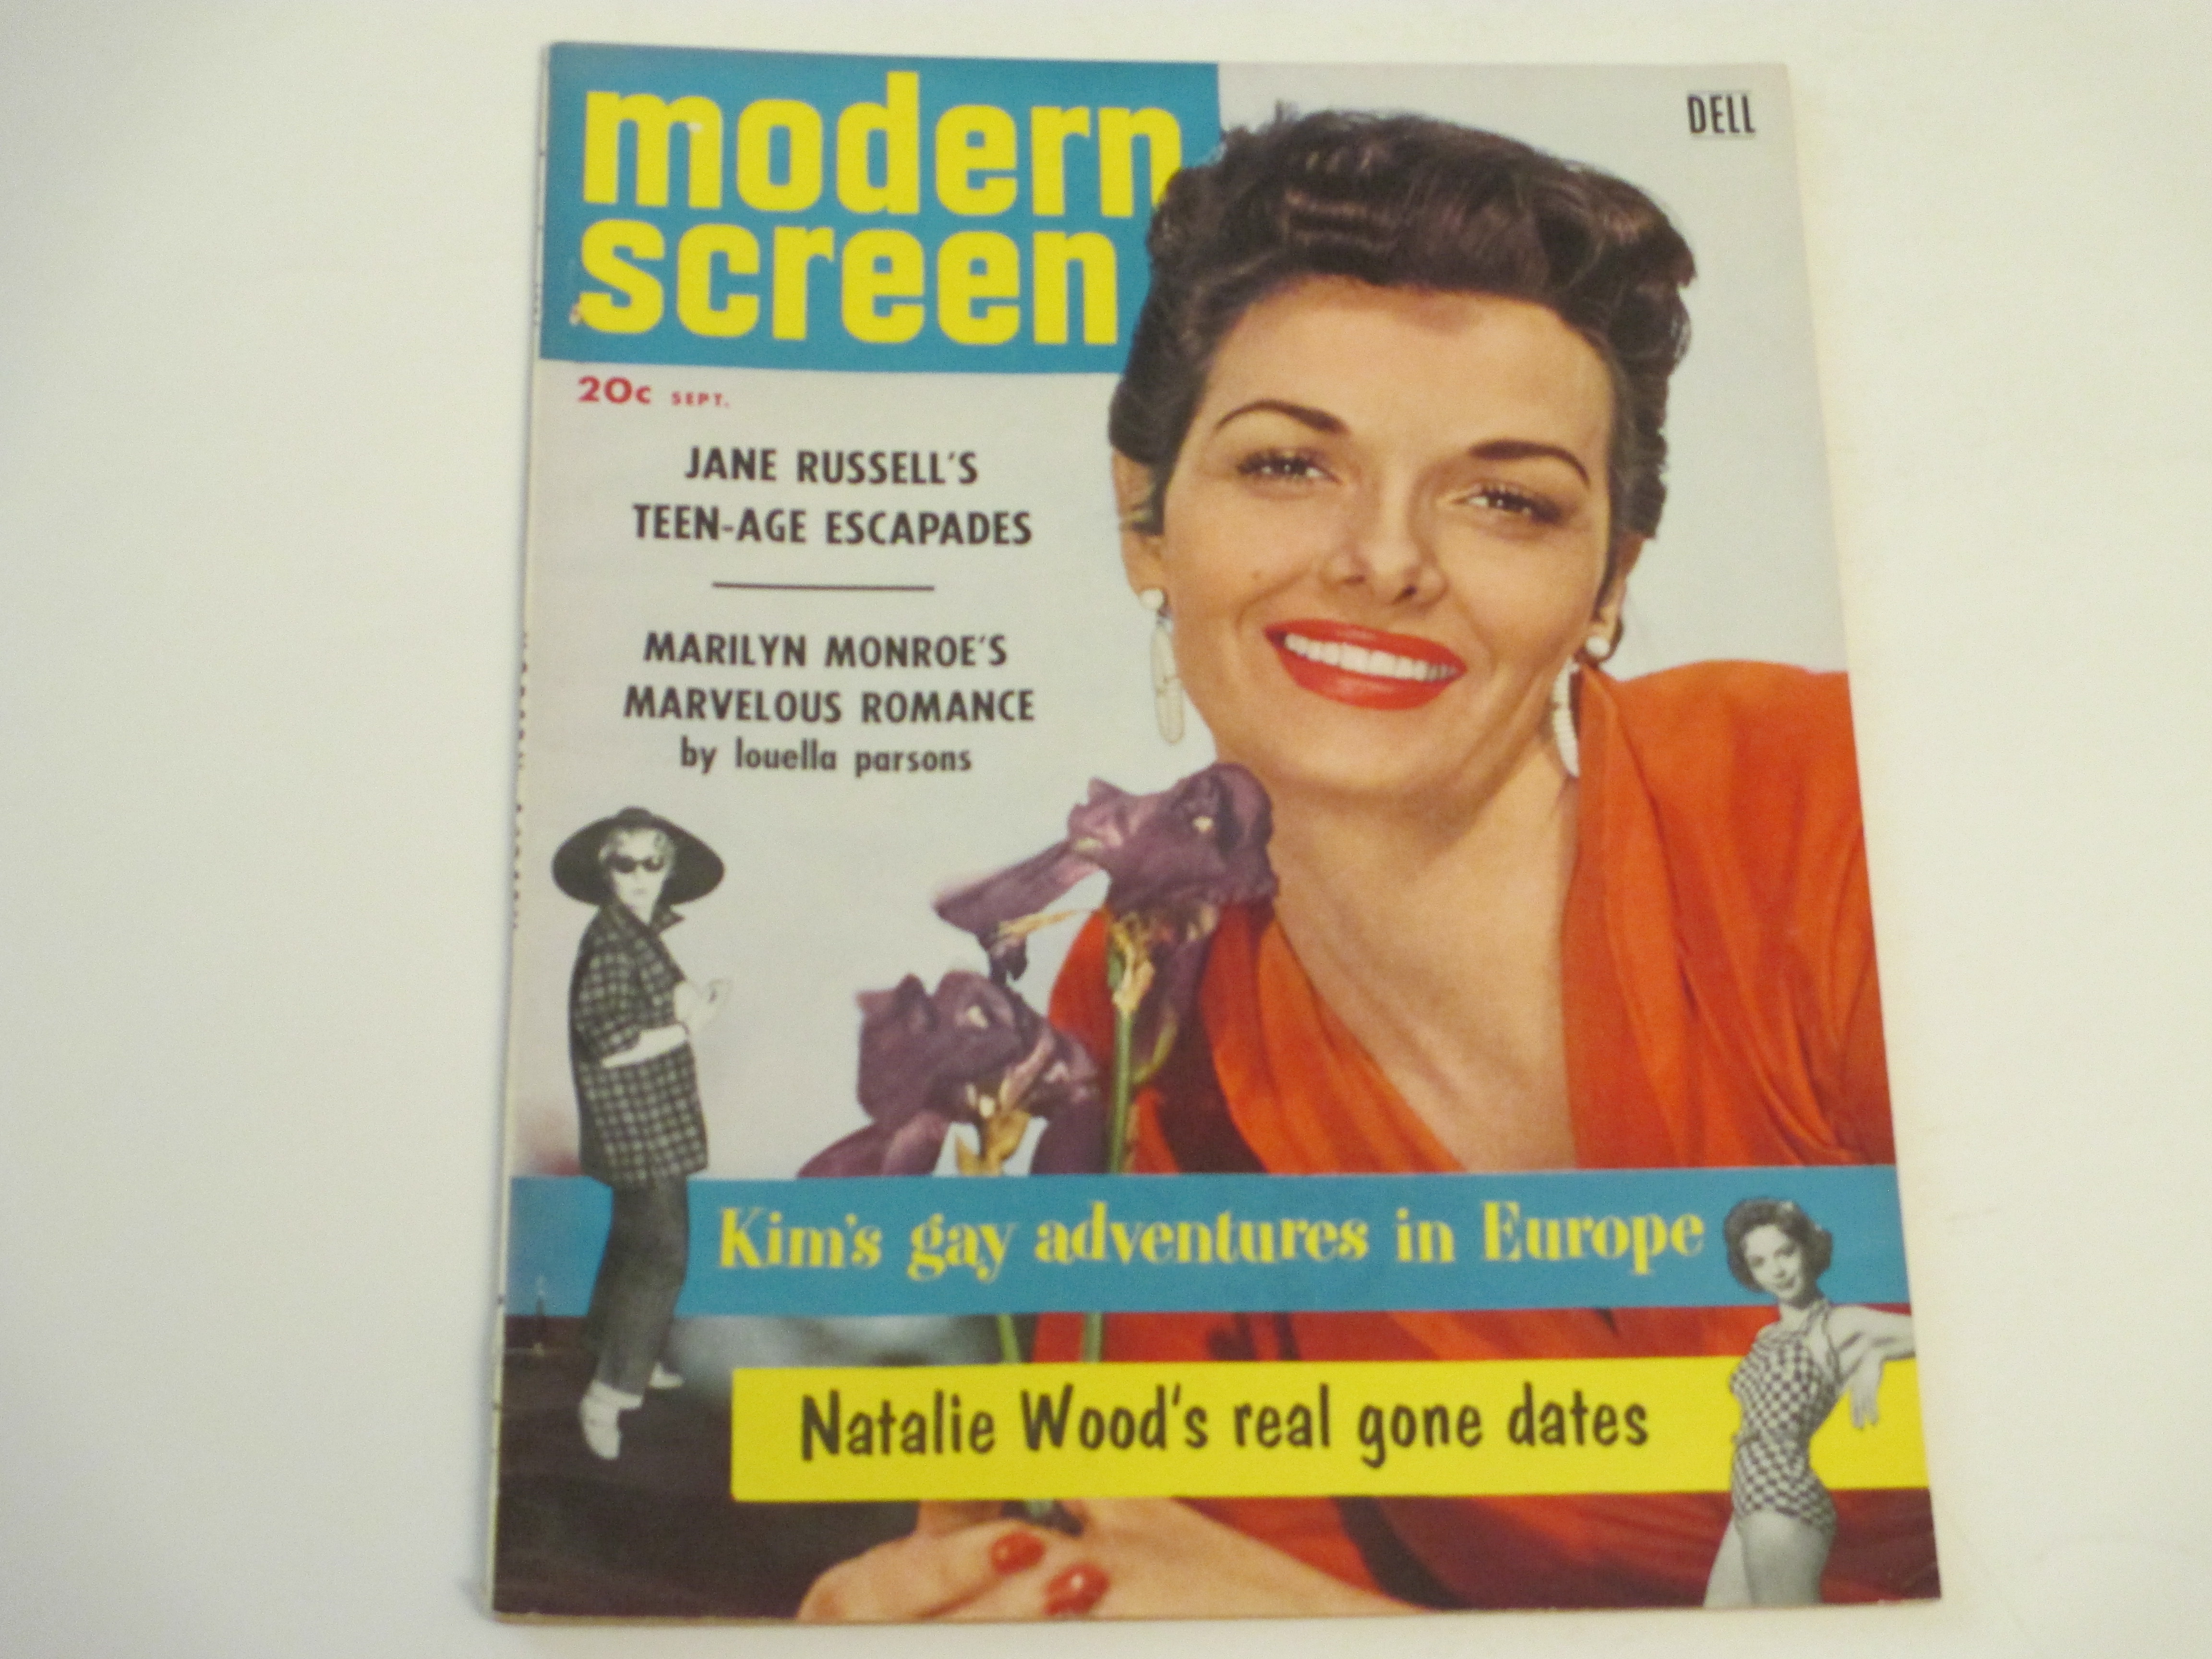 modern
screen
DELL
20c SEPT.
JANE RUSSELL'S
TEEN-AGE ESCAPADES
MARILYN MONROE'S
MARVELOUS ROMANCE
by louella parsons
Kim's gay adventures in Europe
Natalie Wood's real gone dates